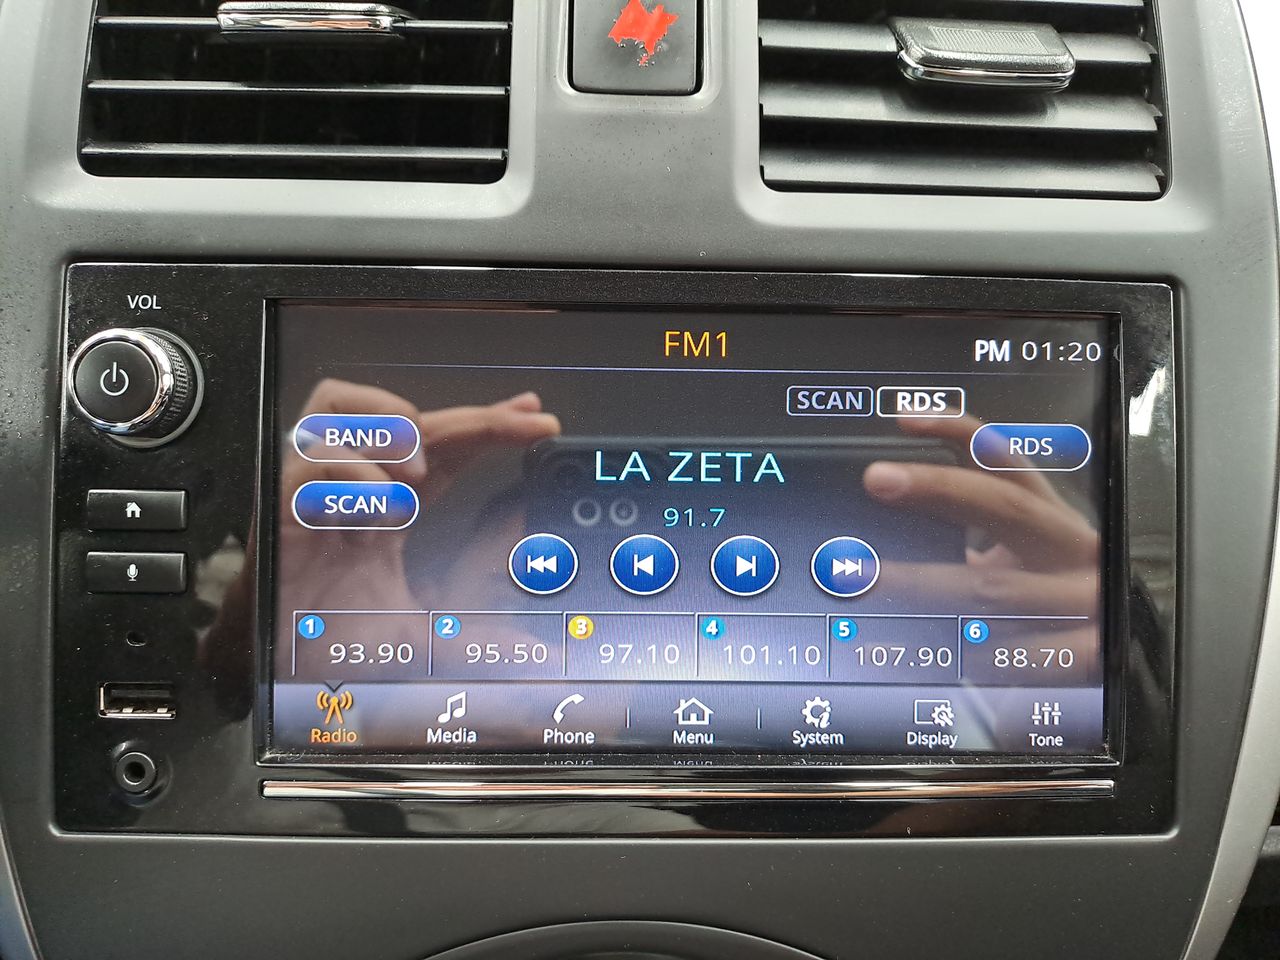 VOL
FM1
PM 01:20
SCAN RDS
BAND
LA ZETA
RDS
SCAN
91.7
1 93.90
2 95.50
3 97.10
4 101.10
5 107.90
6 88.70
Radio
Media
Phone
Menu
System
Display
Tone